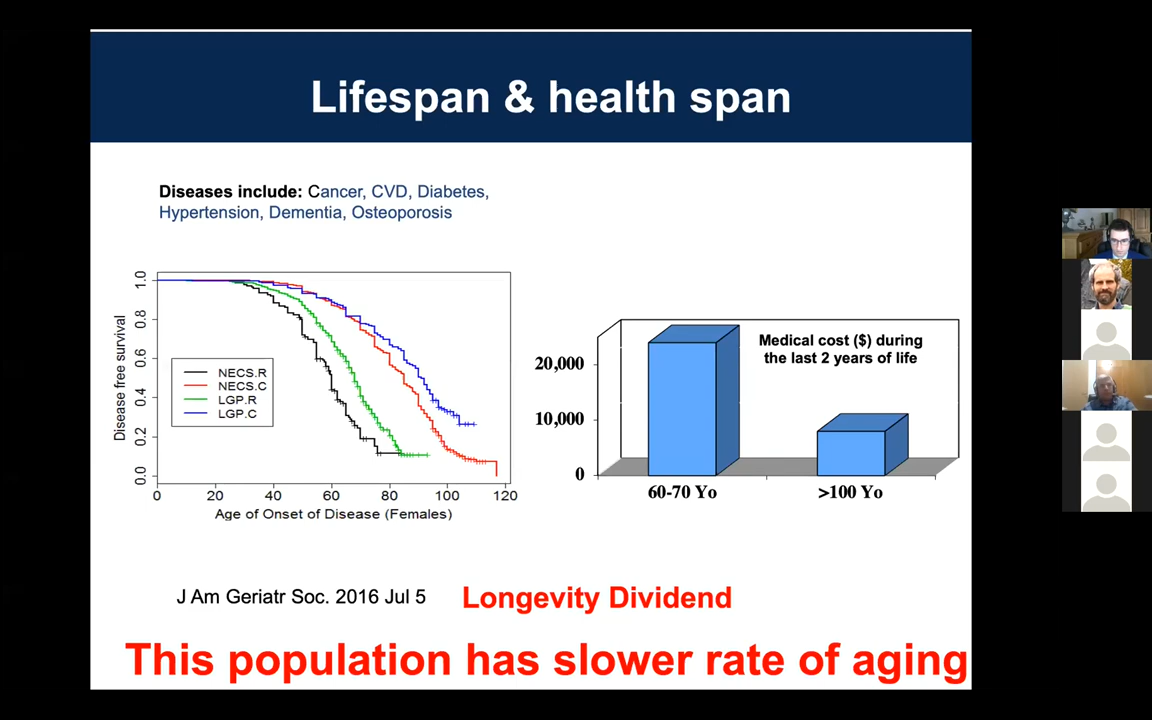 Lifespan & health span
Diseases include: Cancer, CVD, Diabetes,
Hypertension, Dementia, Osteoporosis
Disease free survival
1.0
0.8
0.6
0.4
0.2
0.0
NECS.R
NECS.C
LGP.R
LGP.C
0 20 40 60 80 100 120
Age of Onset of Disease (Females)
Medical cost ($) during
the last 2 years of life
20,000
10,000
0
60-70 Yo >100 Yo
J Am Geriatr Soc. 2016 Jul 5 Longevity Dividend
This population has slower rate of aging